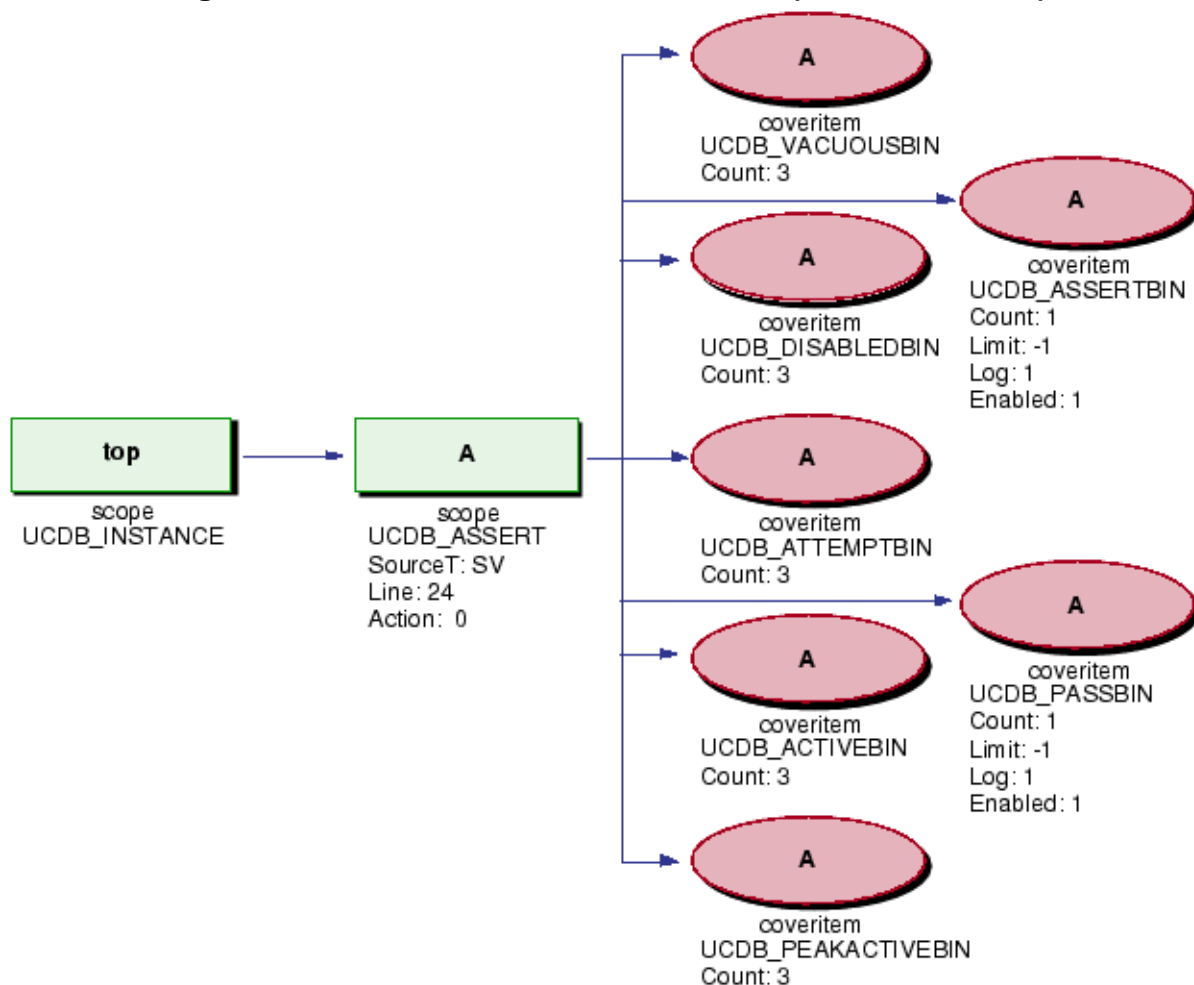 A
coveritem
UCDB_VACUOUSBIN
Count: 3
A
coveritem
UCDB_ASSERTBIN
Count: 1
Limit: -1
Log: 1
Enabled: 1
A
coveritem
UCDB_DISABLEDBIN
Count: 3
top
scope
UCDB_INSTANCE
A
scope
UCDB_ASSERT
SourceT: SV
Line: 24
Action: 0
A
coveritem
UCDB_ATTEMPTBIN
Count: 3
A
coveritem
UCDB_PASSBIN
Count: 1
Limit: -1
Log: 1
Enabled: 1
A
coveritem
UCDB_ACTIVEBIN
Count: 3
A
coveritem
UCDB_PEAKACTIVEBIN
Count: 3